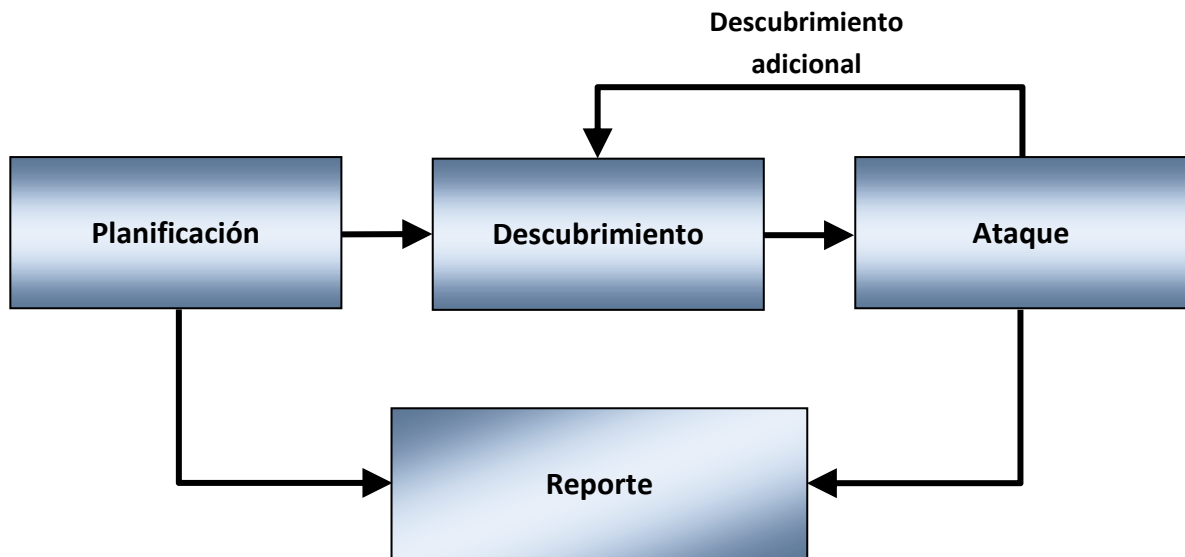 Descubrimiento
adicional
Planificación
Descubrimiento
Ataque
Reporte